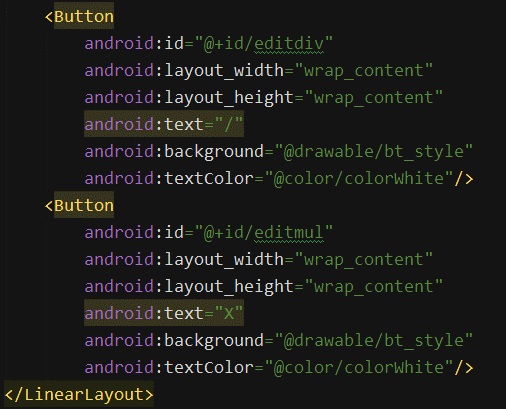 <Button
android:id="@+id/editdiv"
android:layout_width="wrap_content"
android:layout_height="wrap_content"
android:text="/"
android:background="@drawable/bt_style"
android:textColor="@color/colorWhite"/>
<Button
android:id="@+id/editmul"
android:layout_width="wrap_content"
android:layout_height="wrap_content"
android:text="X"
android:background="@drawable/bt_style"
android:textColor="@color/colorWhite"/>
</LinearLayout>